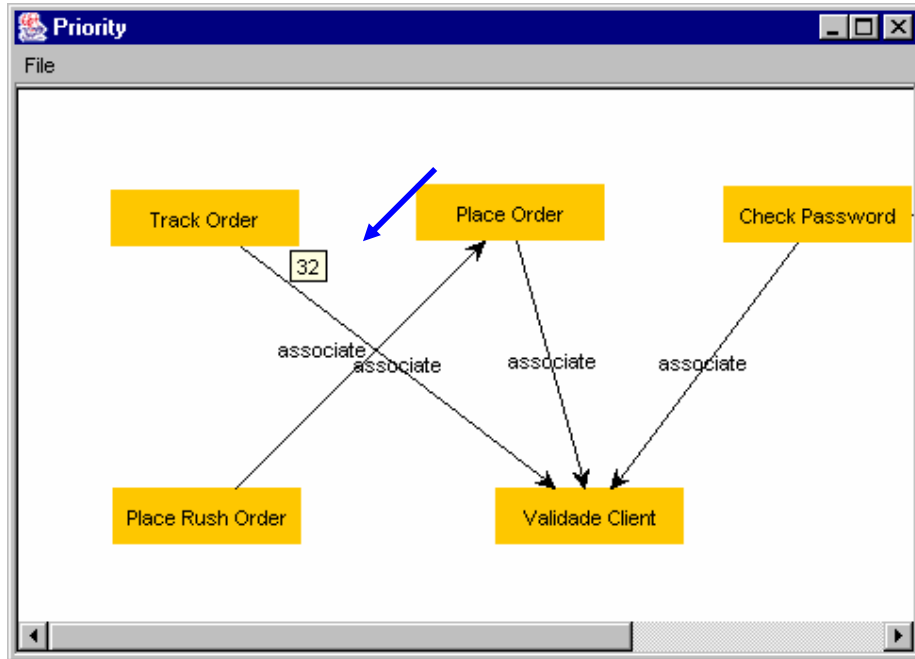 Priority
File
Track Order
Place Order
Check Password
32
associate
associate
associate
associate
Place Rush Order
Validade Client